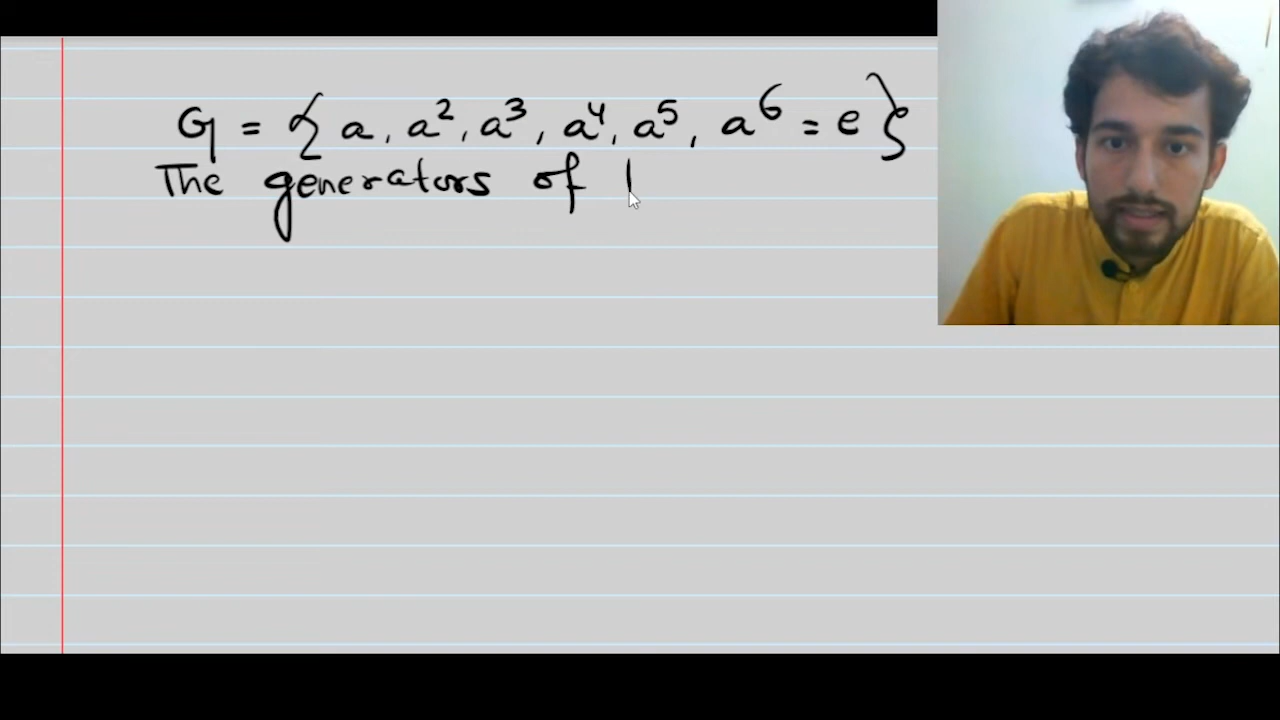 G = { a, a², a³, a⁴, a⁵, a⁶ = e }
The generators of